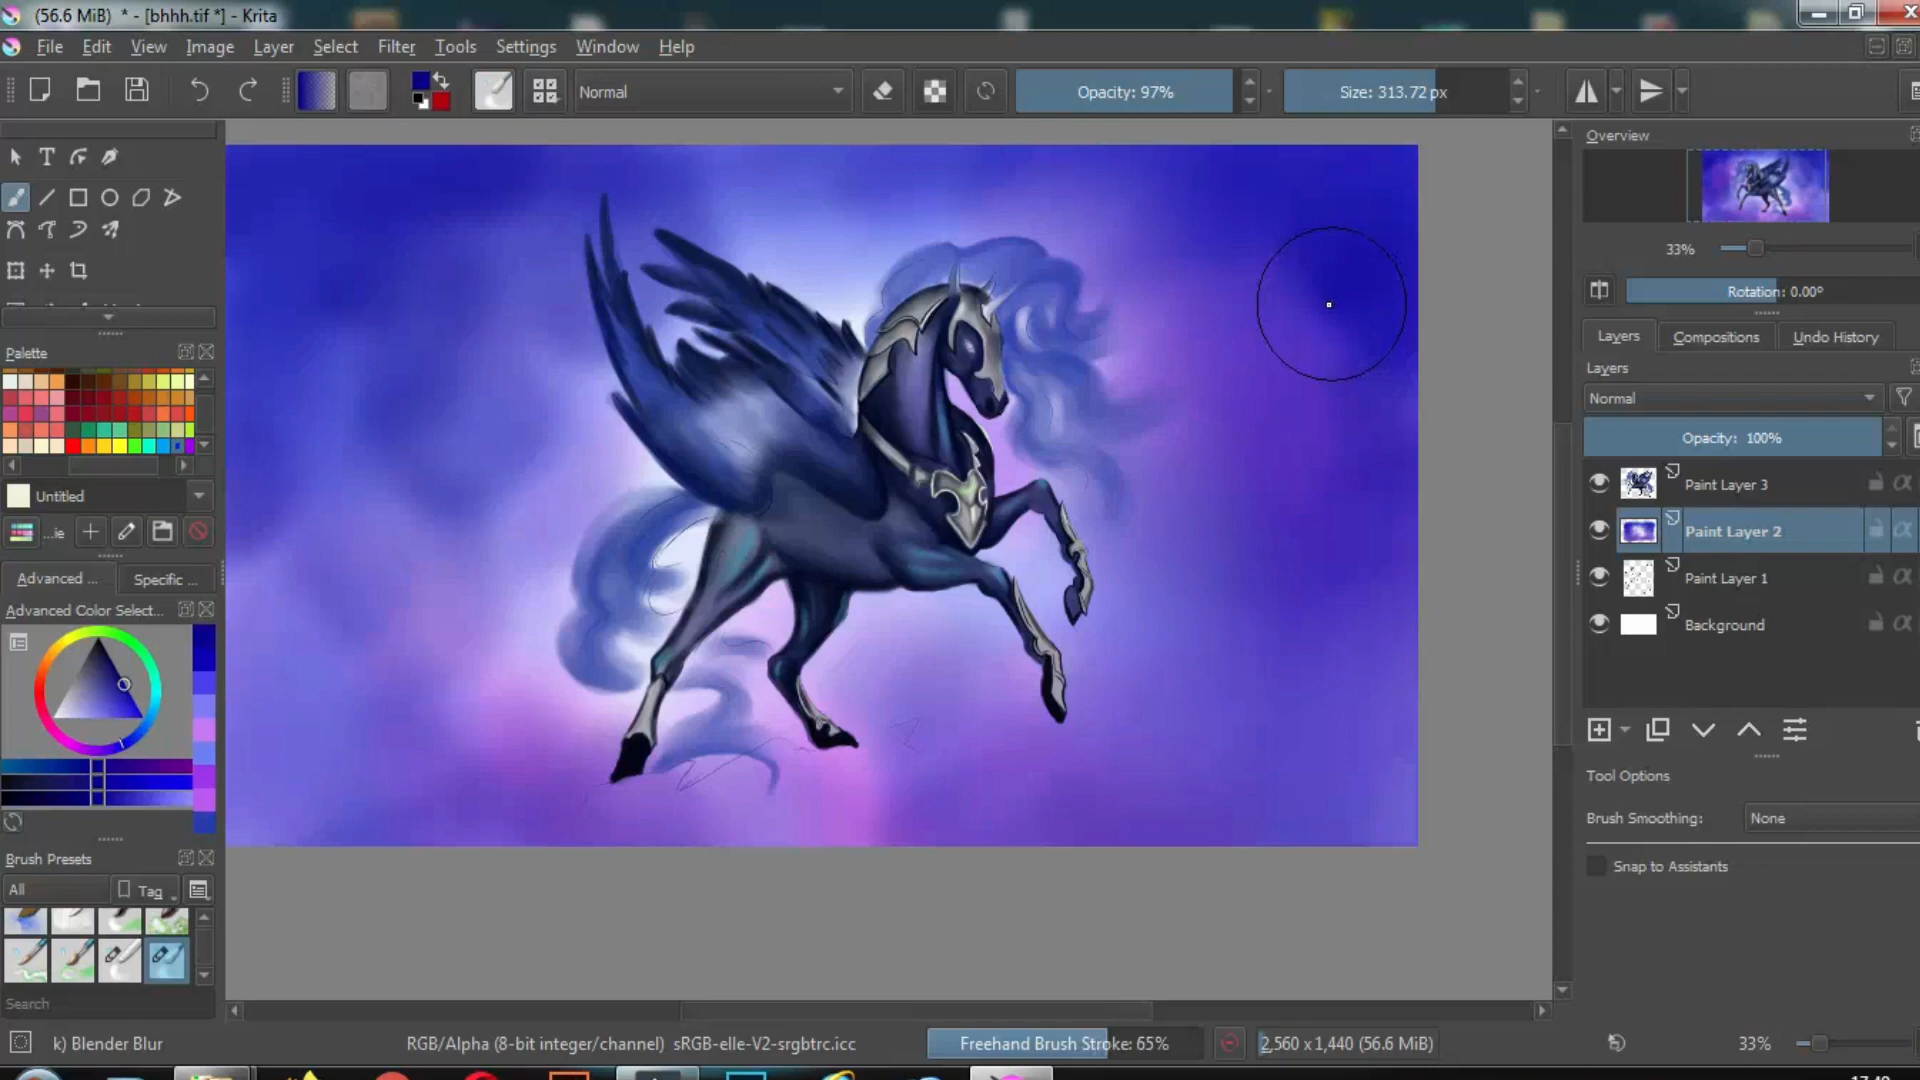 (56.6 MiB) * - [bhhh.tif *] - Krita
File Edit View Image Layer Select Filter Tools Settings Window Help
Normal
Opacity: 97%
Size: 313.72 px
Overview
33%
Rotation: 0.00°
Layers Compositions Undo History
Layers
Normal
Opacity: 100%
Paint Layer 3
Paint Layer 2
Paint Layer 1
Background
Tool Options
Brush Smoothing: None
Snap to Assistants
Palette
Untitled
...ie
Advanced ... Specific ...
Advanced Color Select...
Brush Presets
All
Tag
Search
k) Blender Blur
RGB/Alpha (8-bit integer/channel) sRGB-elle-V2-srgbtrc.icc
Freehand Brush Stroke: 65%
2,560 x 1,440 (56.6 MiB)
33%